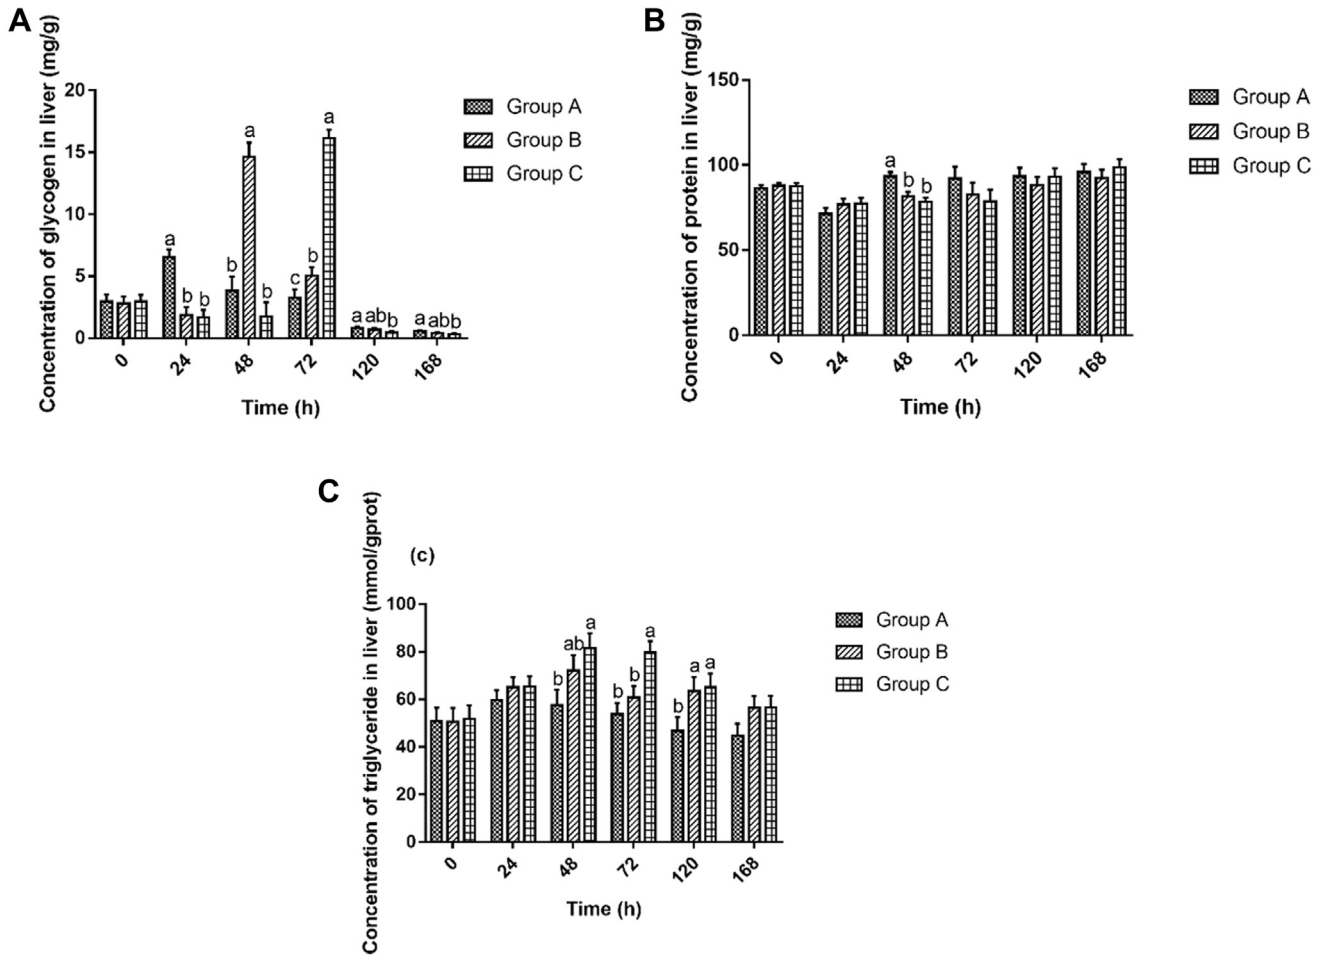 A
Concentration of glycogen in liver (mg/g)
20
15
10
5
0
a
b
b
b
a
b
c
b
a
a
ab
b
a
ab
b
0
24
48
72
120
168
Time (h)
Group A
Group B
Group C
B
Concentration of protein in liver (mg/g)
150
100
50
0
a
b
b
0
24
48
72
120
168
Time (h)
Group A
Group B
Group C
C
(c)
Concentration of triglyceride in liver (mmol/gprot)
100
80
60
40
20
0
b
ab
a
b
b
a
b
a
a
0
24
48
72
120
168
Time (h)
Group A
Group B
Group C